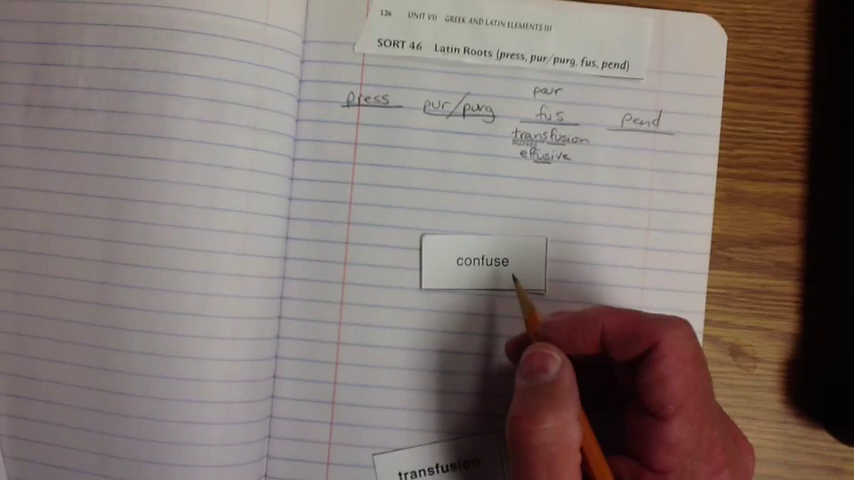 126 UNIT VII GREEK AND LATIN ELEMENTS III
SORT 46 Latin Roots (press, pur/purg, fus, pend)
pour
press pur/purg fus pend
transfusion
effusive
confuse
transfusion